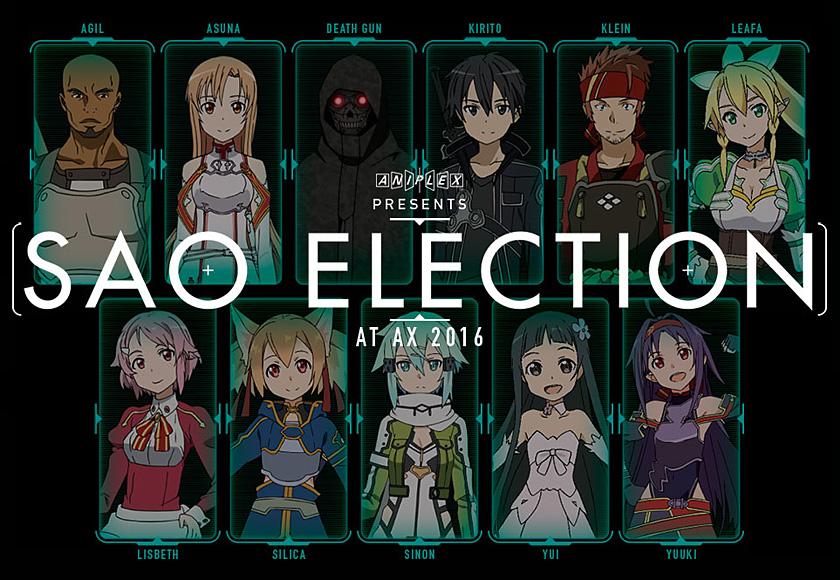 AGIL ASUNA DEATH GUN KIRITO KLEIN LEAFA
ANIPLEX
PRESENTS
SAO ELECTION
AT AX 2016
LISBETH SILICA SINON YUI YUUKI